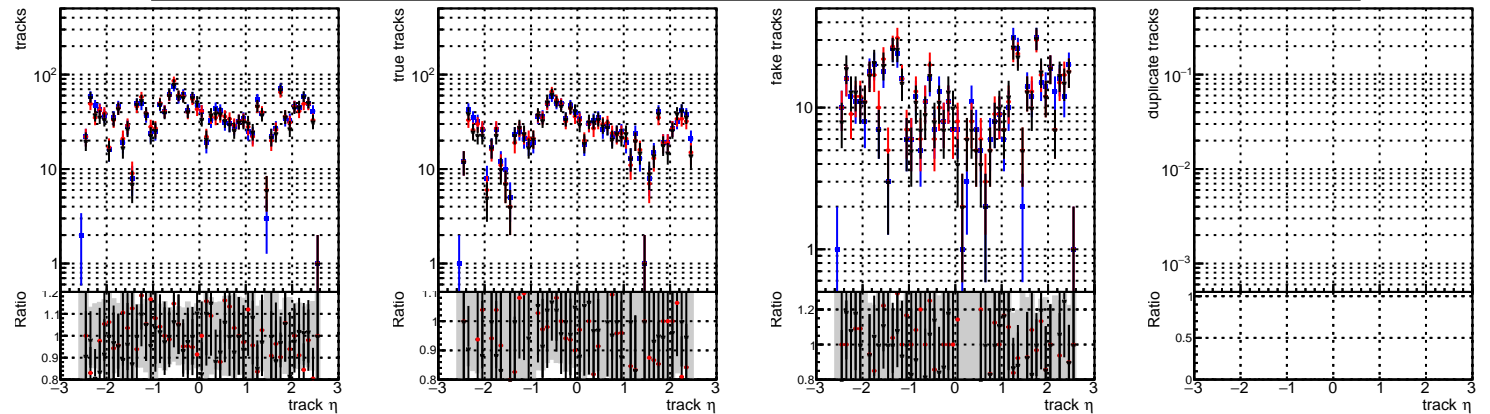 tracks
10²
10
1
Ratio
1.2
1.1
1
0.9
0.8
−3 −2 −1 0 1 2 3
track η
true tracks
10²
10
1
Ratio
1.1
1
0.9
0.8
−3 −2 −1 0 1 2 3
track η
fake tracks
10
1
Ratio
1.2
1
−3 −2 −1 0 1 2 3
track η
duplicate tracks
10⁻¹
10⁻²
10⁻³
Ratio
1
0.5
0
−3 −2 −1 0 1 2 3
track η